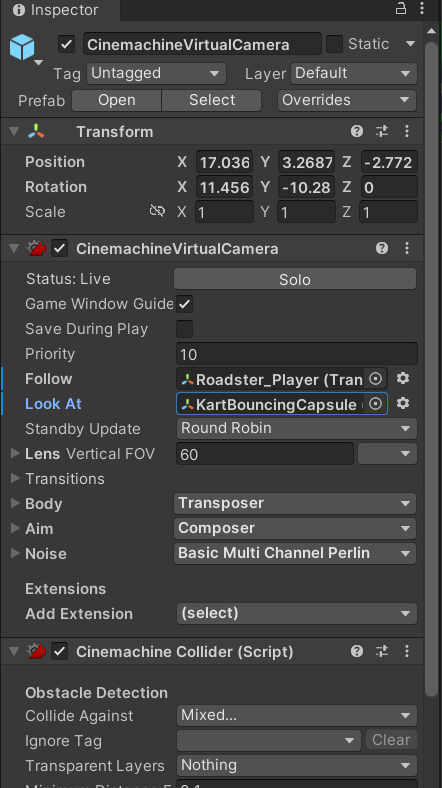 Inspector
CinemachineVirtualCamera Static
Tag Untagged Layer Default
Prefab Open Select Overrides
Transform
Position X 17.036 Y 3.2687 Z -2.772
Rotation X 11.456 Y -10.28 Z 0
Scale X 1 Y 1 Z 1
CinemachineVirtualCamera
Status: Live Solo
Game Window Guide
Save During Play
Priority 10
Follow Roadster_Player (Tran
Look At KartBouncingCapsule
Standby Update Round Robin
Lens Vertical FOV 60
Transitions
Body Transposer
Aim Composer
Noise Basic Multi Channel Perlin
Extensions
Add Extension (select)
Cinemachine Collider (Script)
Obstacle Detection
Collide Against Mixed...
Ignore Tag Clear
Transparent Layers Nothing
Minimum Distance F 0.1